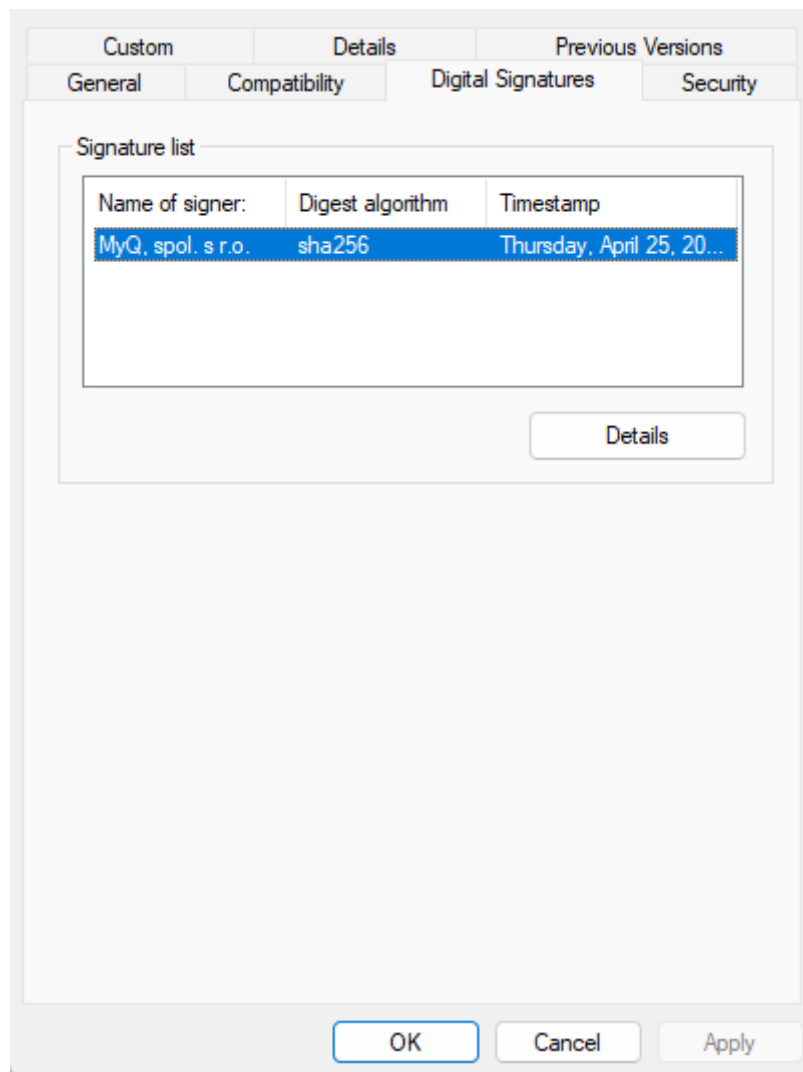 Custom Details Previous Versions
General Compatibility Digital Signatures Security
Signature list
Name of signer: Digest algorithm Timestamp
MyQ, spol. s r.o. sha256 Thursday, April 25, 20...
Details
OK Cancel Apply